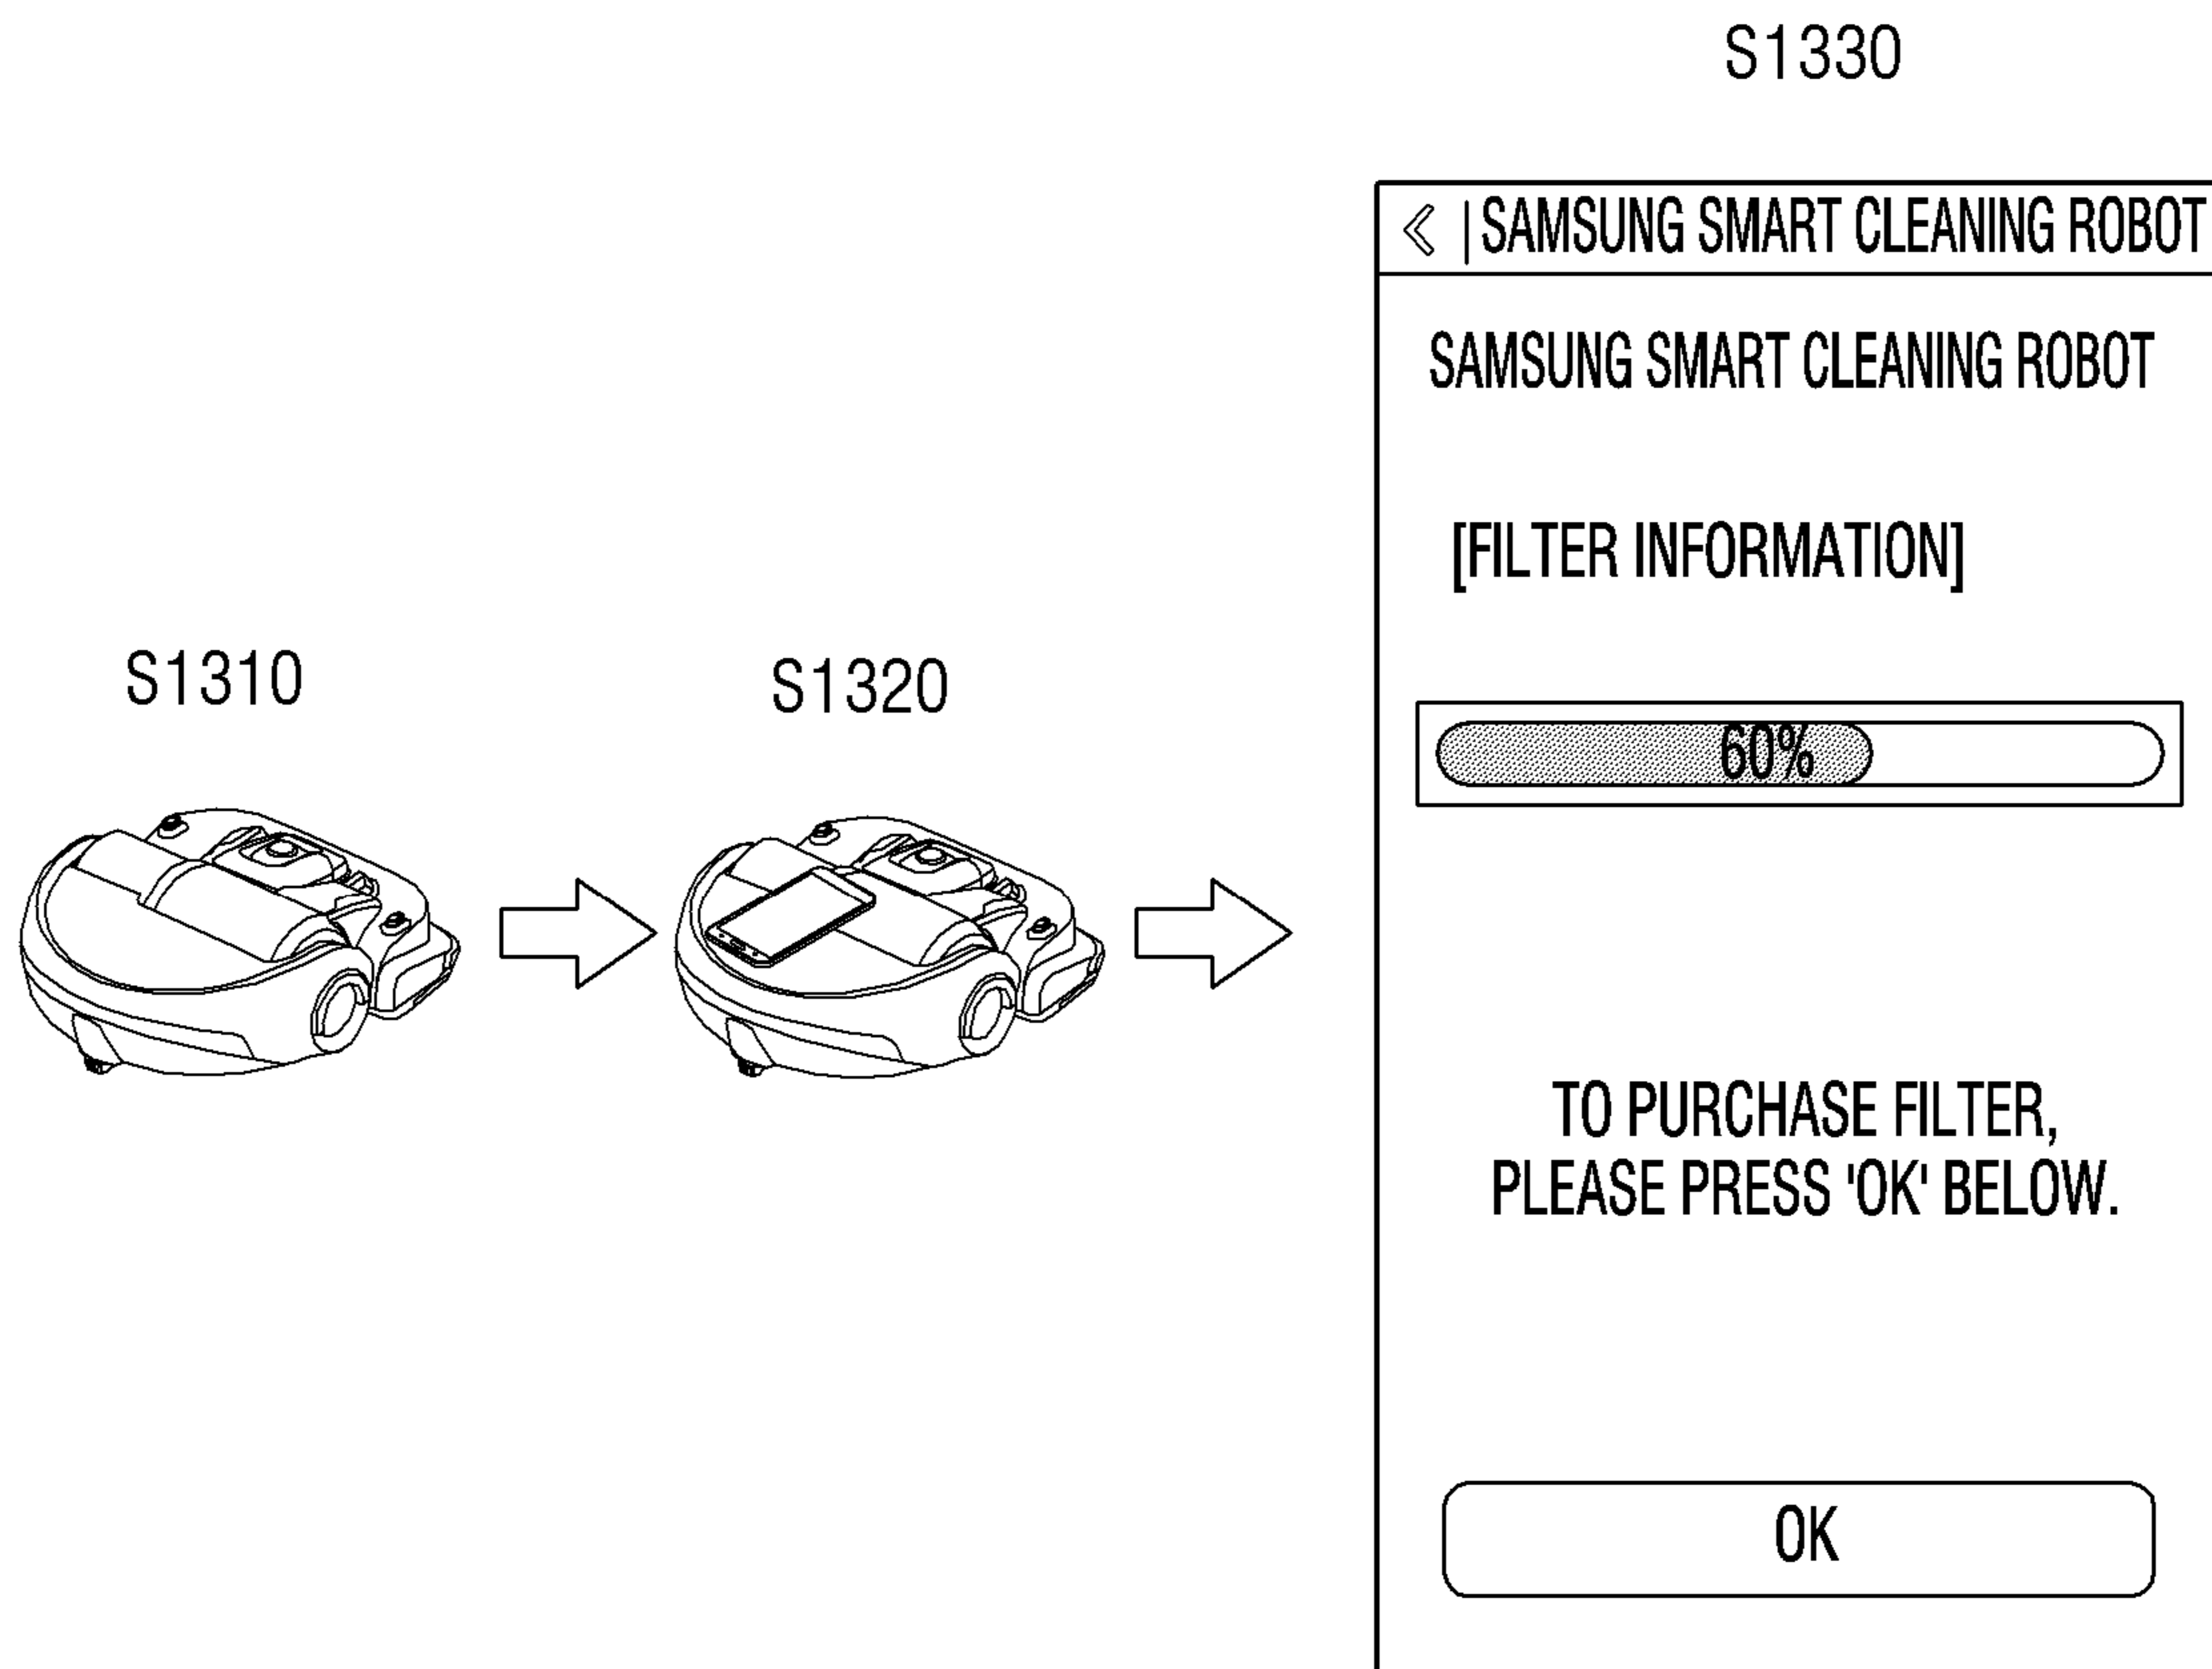 S1310
S1320
S1330
SAMSUNG SMART CLEANING ROBOT
SAMSUNG SMART CLEANING ROBOT
[FILTER INFORMATION]
60%
TO PURCHASE FILTER,
PLEASE PRESS 'OK' BELOW.
OK